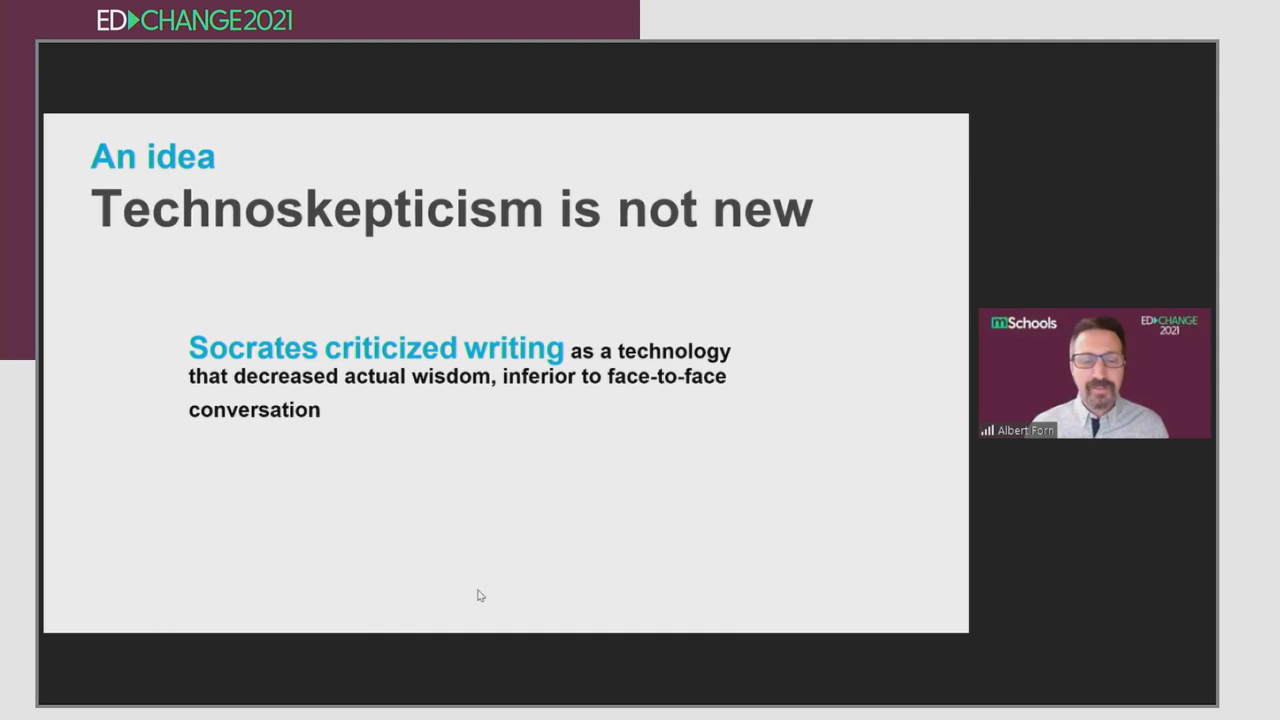 ED CHANGE2021
An idea
Technoskepticism is not new
Socrates criticized writing as a technology
that decreased actual wisdom, inferior to face-to-face
conversation
mSchools
ED CHANGE
2021
Albert Forn